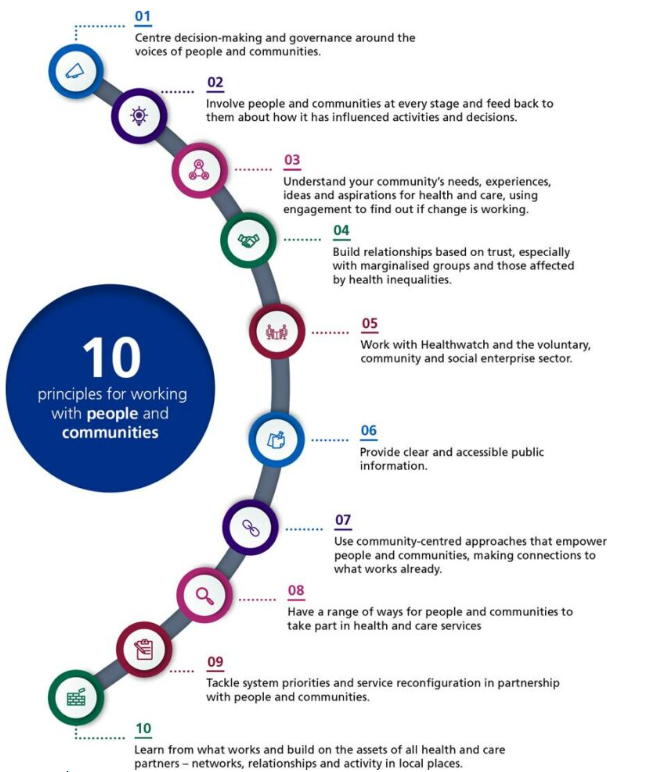 01
Centre decision-making and governance around the
voices of people and communities.
02
Involve people and communities at every stage and feed back to
them about how it has influenced activities and decisions.
03
Understand your community's needs, experiences,
ideas and aspirations for health and care, using
engagement to find out if change is working.
04
Build relationships based on trust, especially
with marginalised groups and those affected
by health inequalities.
10
principles for working
with people and
communities
05
Work with Healthwatch and the voluntary,
community and social enterprise sector.
06
Provide clear and accessible public
information.
07
Use community-centred approaches that empower
people and communities, making connections to
what works already.
08
Have a range of ways for people and communities to
take part in health and care services
09
Tackle system priorities and service reconfiguration in partnership
with people and communities.
10
Learn from what works and build on the assets of all health and care
partners – networks, relationships and activity in local places.